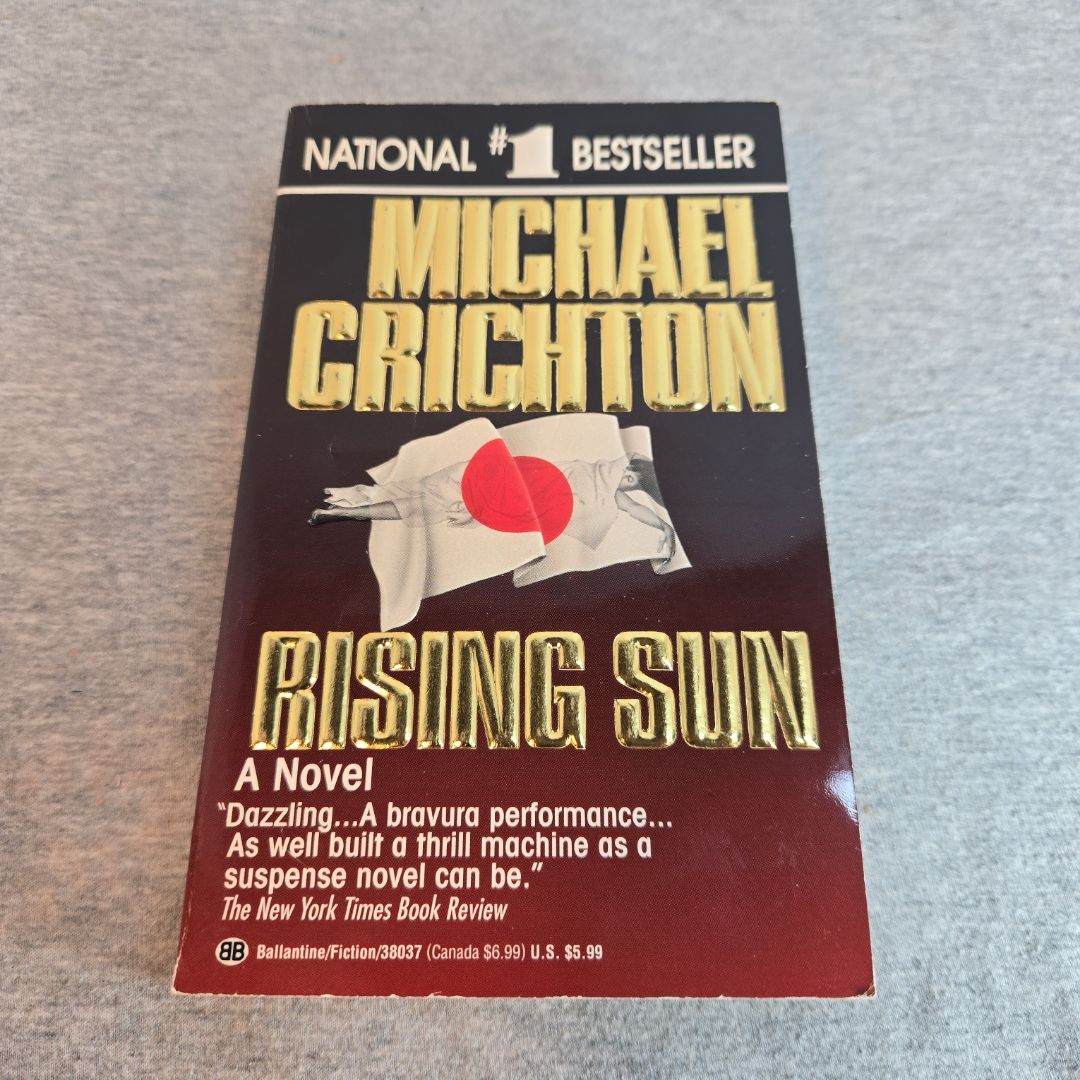 NATIONAL #1 BESTSELLER
MICHAEL
CRICHTON
RISING SUN
A Novel
"Dazzling...A bravura performance...
As well built a thrill machine as a
suspense novel can be."
The New York Times Book Review
BB Ballantine/Fiction/38037 (Canada $6.99) U.S. $5.99